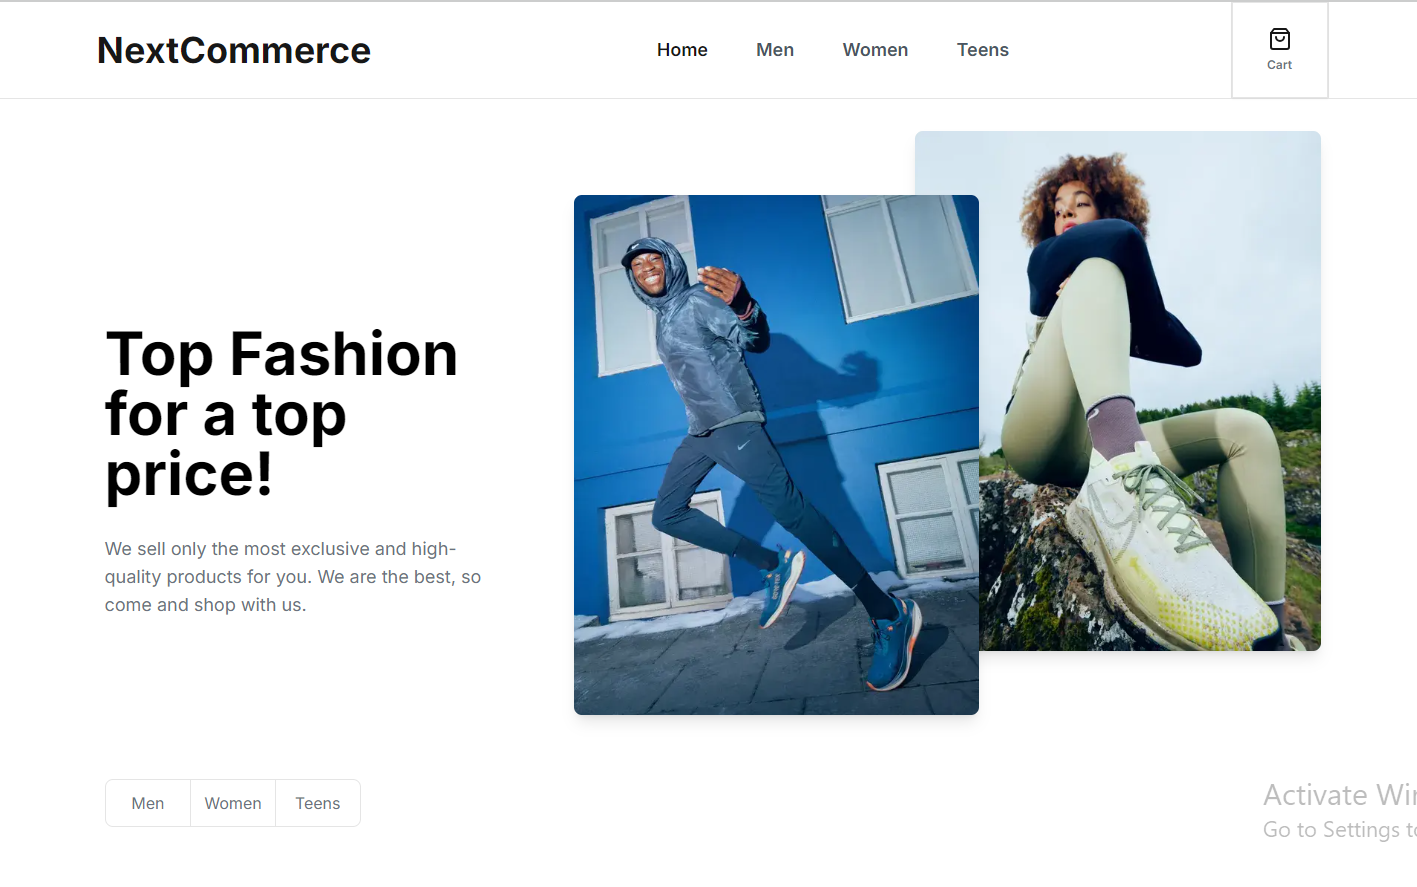 NextCommerce
Home Men Women Teens
Cart
Top Fashion
for a top
price!
We sell only the most exclusive and high-
quality products for you. We are the best, so
come and shop with us.
Men Women Teens
Activate Wi
Go to Settings t